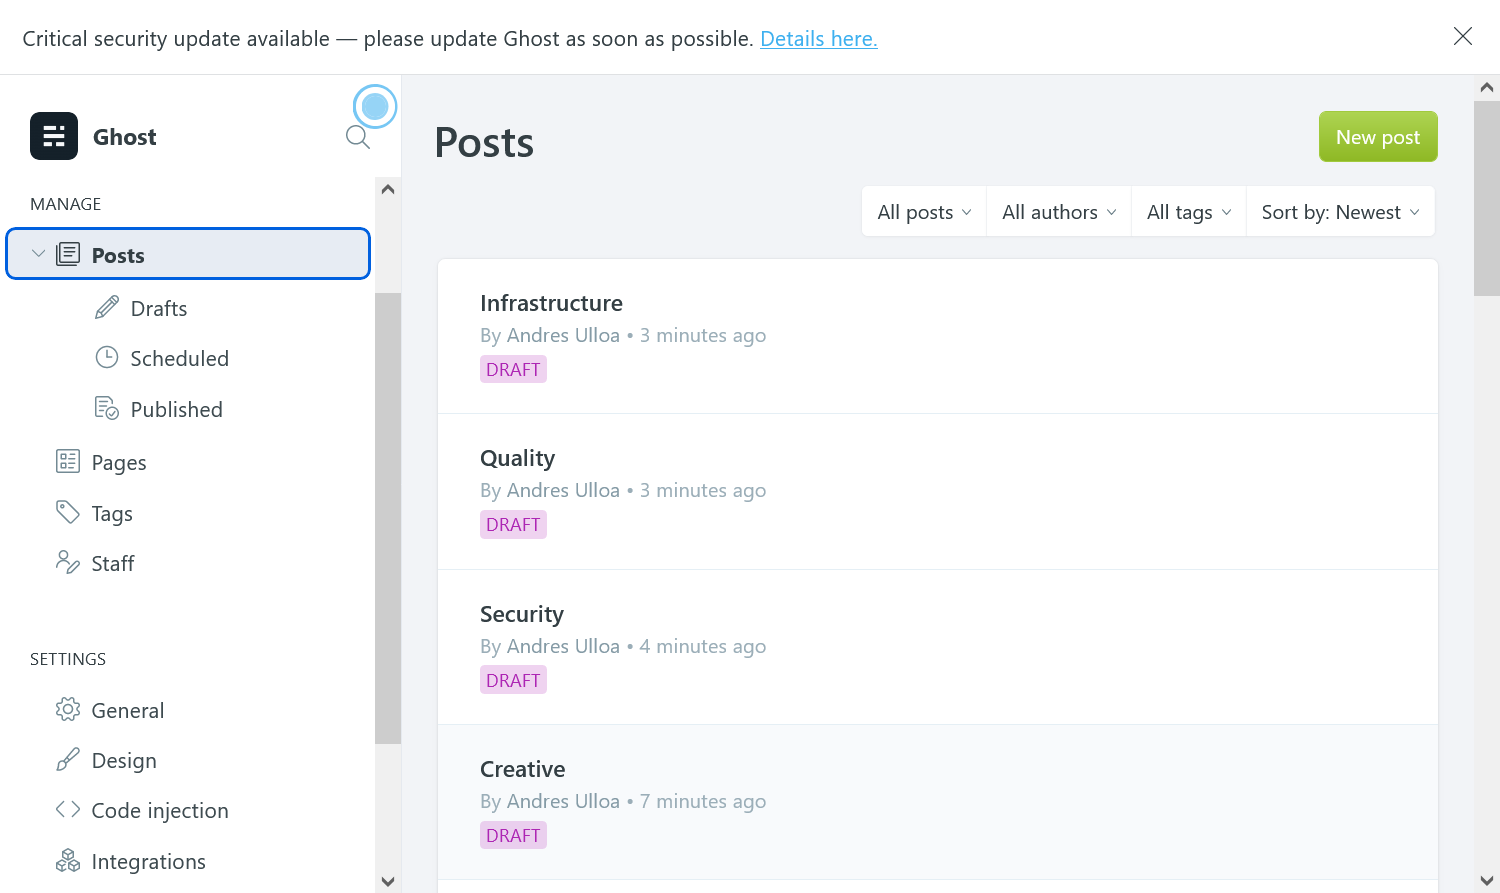 Critical security update available — please update Ghost as soon as possible. Details here.
Ghost
MANAGE
Posts
Drafts
Scheduled
Published
Pages
Tags
Staff
SETTINGS
General
Design
Code injection
Integrations
Posts
New post
All posts
All authors
All tags
Sort by: Newest
Infrastructure
By Andres Ulloa • 3 minutes ago
DRAFT
Quality
By Andres Ulloa • 3 minutes ago
DRAFT
Security
By Andres Ulloa • 4 minutes ago
DRAFT
Creative
By Andres Ulloa • 7 minutes ago
DRAFT